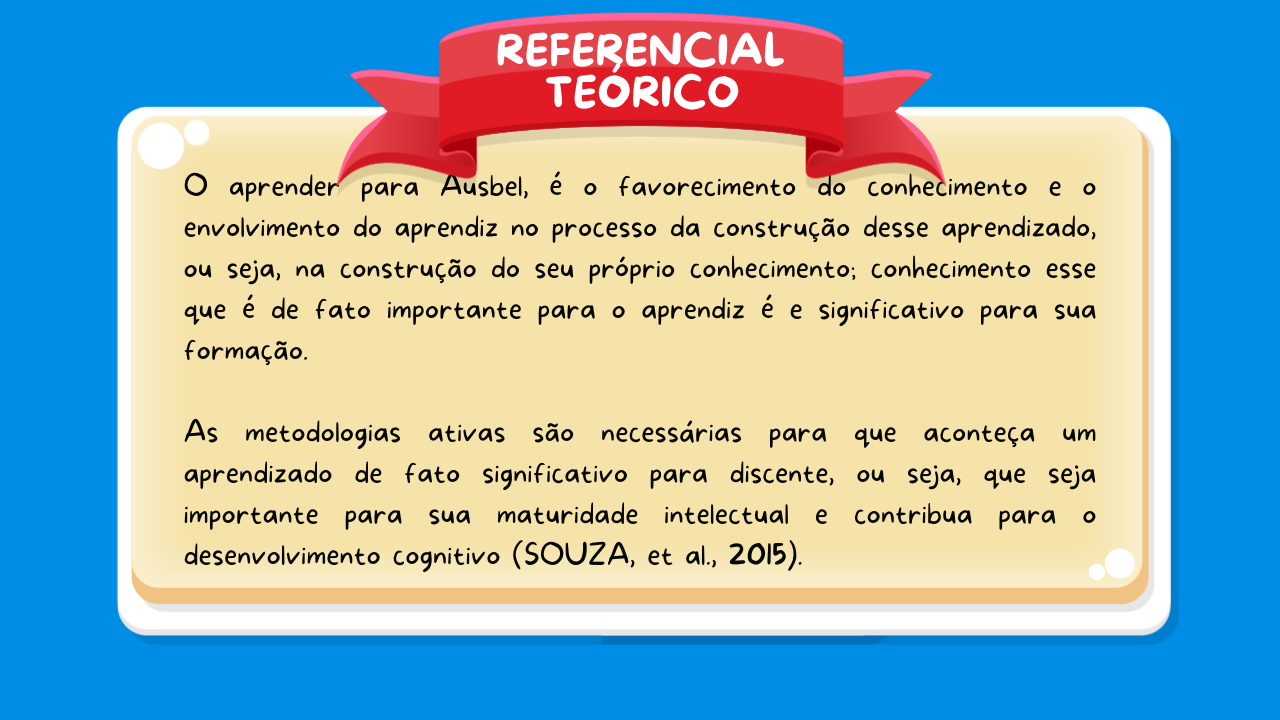 REFERENCIAL
TEÓRICO
O aprender para Ausbel, é o favorecimento do conhecimento e o
envolvimento do aprendiz no processo da construção desse aprendizado,
ou seja, na construção do seu próprio conhecimento; conhecimento esse
que é de fato importante para o aprendiz é e significativo para sua
formação.
As metodologias ativas são necessárias para que aconteça um
aprendizado de fato significativo para discente, ou seja, que seja
importante para sua maturidade intelectual e contribua para o
desenvolvimento cognitivo (SOUZA, et al., 2015).